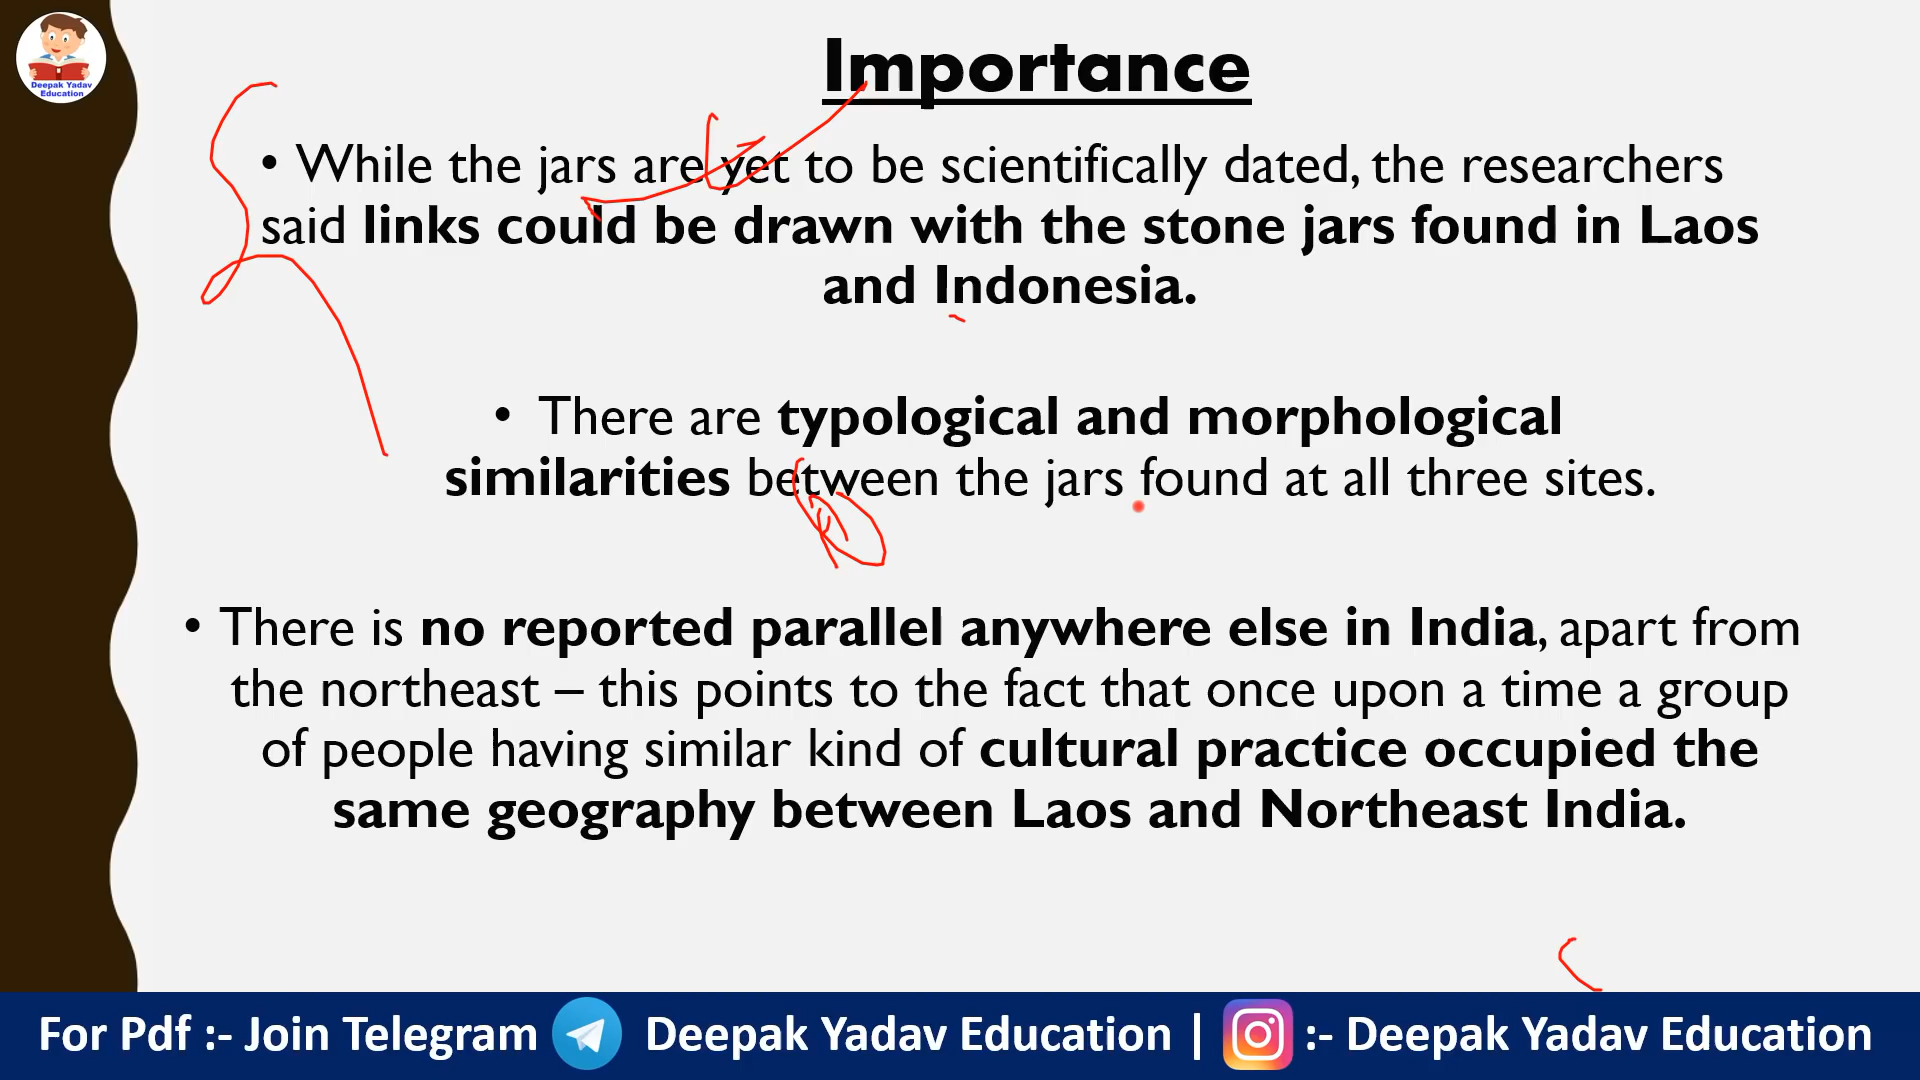 Deepak Yadav
Education
Importance
• While the jars are yet to be scientifically dated, the researchers
said links could be drawn with the stone jars found in Laos
and Indonesia.
• There are typological and morphological
similarities between the jars found at all three sites.
• There is no reported parallel anywhere else in India, apart from
the northeast – this points to the fact that once upon a time a group
of people having similar kind of cultural practice occupied the
same geography between Laos and Northeast India.
For Pdf :- Join Telegram Deepak Yadav Education | :- Deepak Yadav Education